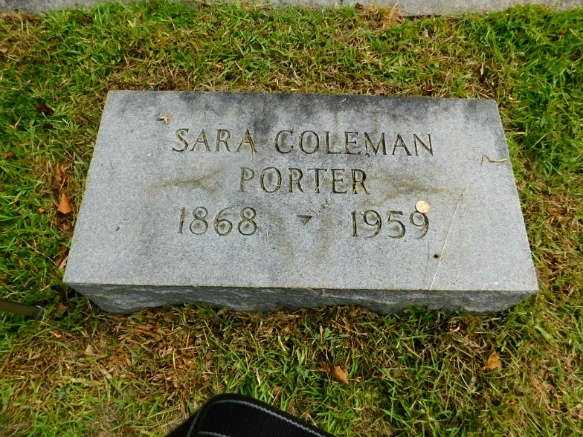 SARA COLEMAN
PORTER
1868 - 1959